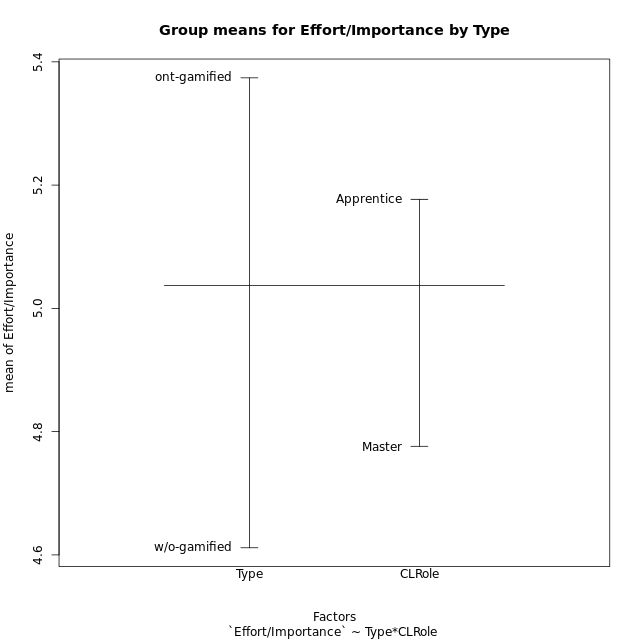 Group means for Effort/Importance by Type
5.4
5.2
5.0
4.8
4.6
mean of Effort/Importance
ont-gamified
Apprentice
Master
w/o-gamified
Type
CLRole
Factors
`Effort/Importance` ~ Type*CLRole